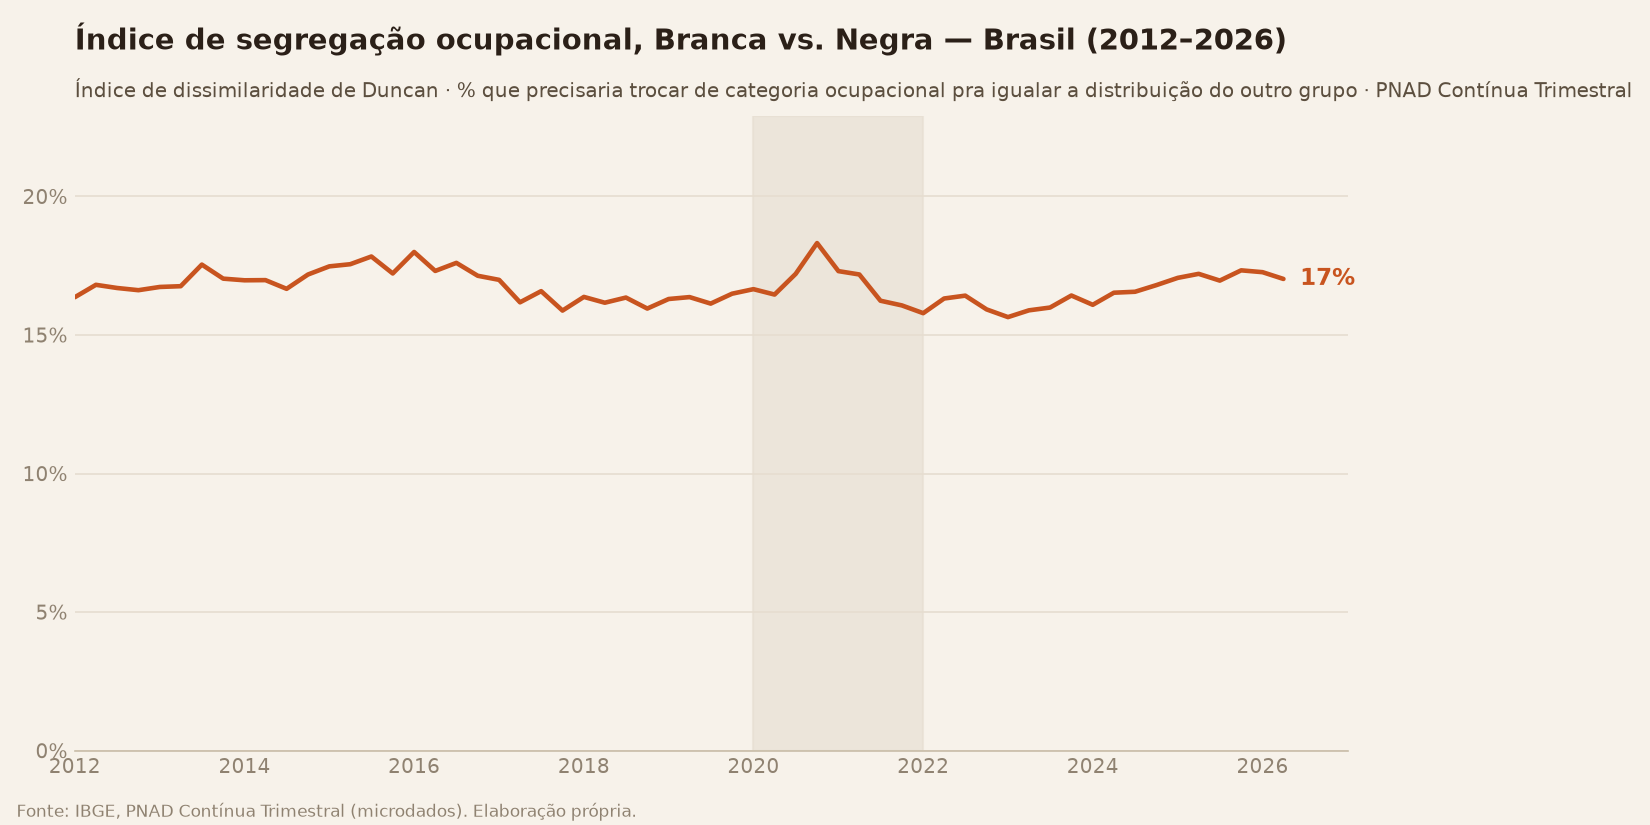 Índice de segregação ocupacional, Branca vs. Negra — Brasil (2012–2026)
Índice de dissimilaridade de Duncan · % que precisaria trocar de categoria ocupacional pra igualar a distribuição do outro grupo · PNAD Contínua Trimestral
20%
17%
15%
10%
5%
0%
2012 2014 2016 2018 2020 2022 2024 2026
Fonte: IBGE, PNAD Contínua Trimestral (microdados). Elaboração própria.